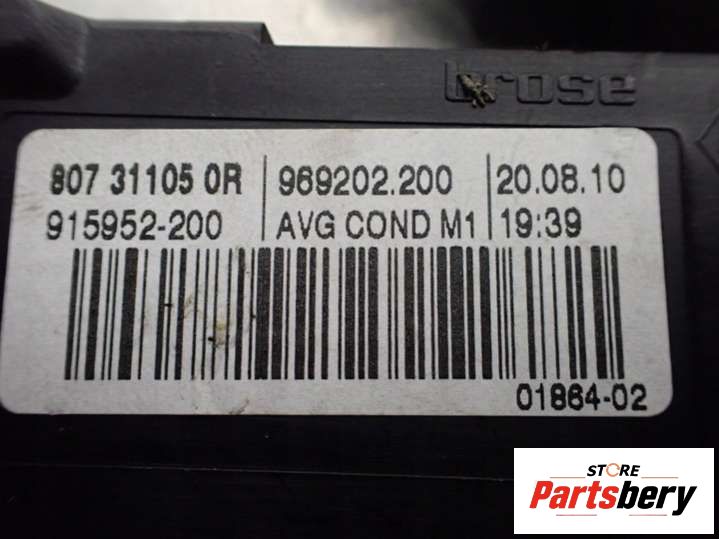 brose
807 31105 0R 969202.200 20.08.10
915952-200 AVG COND M1 19:39
01864-02
STORE
Partsbery